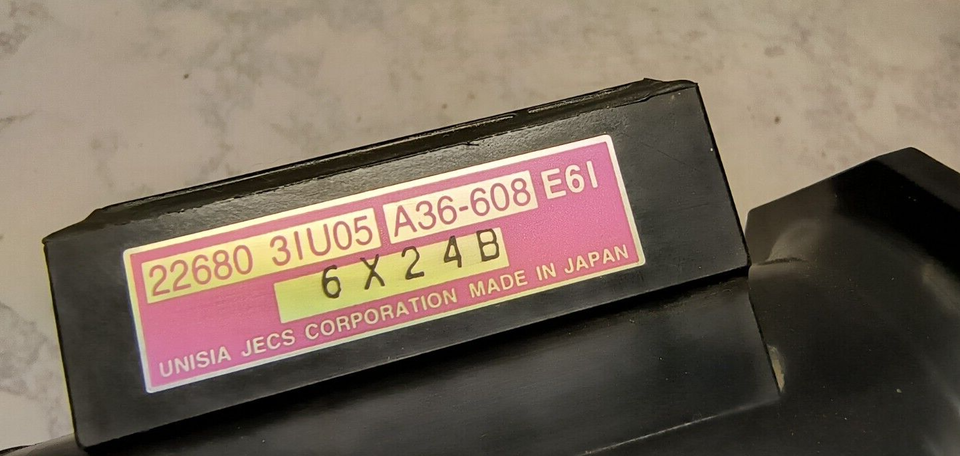 22680 31U05 A36-608 E61
6X24B
UNISIA JECS CORPORATION MADE IN JAPAN